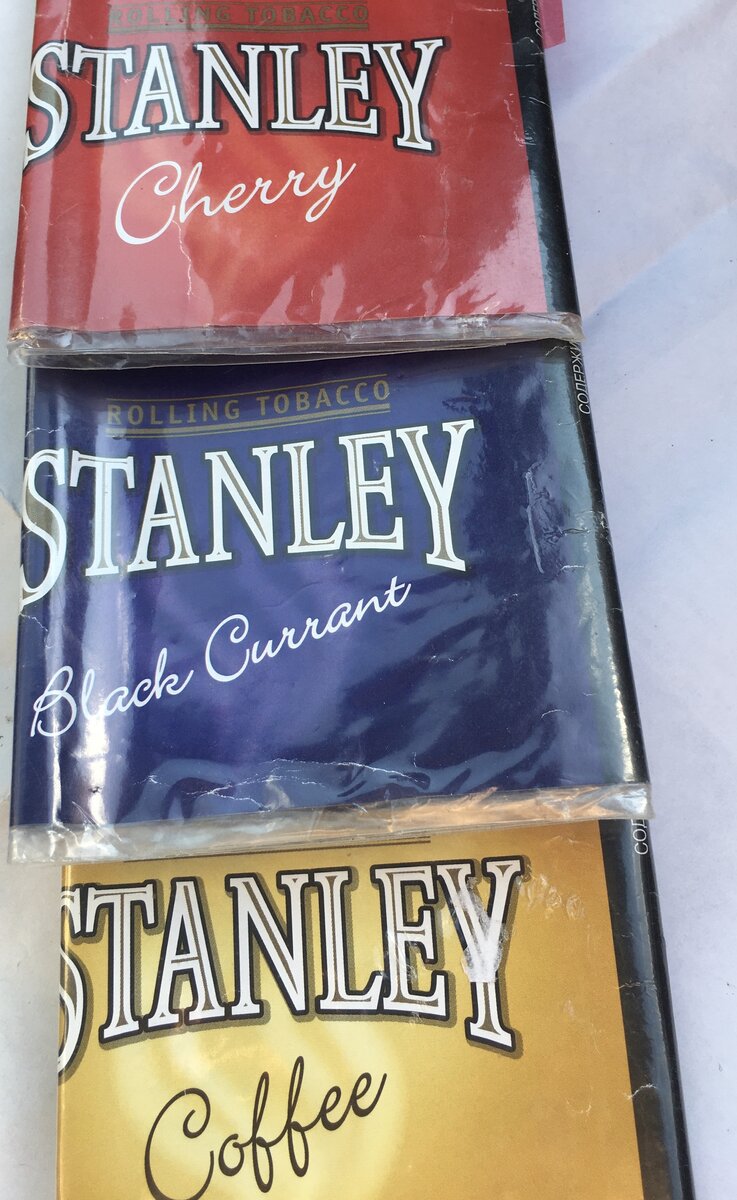 ROLLING TOBACCO
STANLEY
Cherry
ROLLING TOBACCO
STANLEY
Black Currant
STANLEY
Coffee